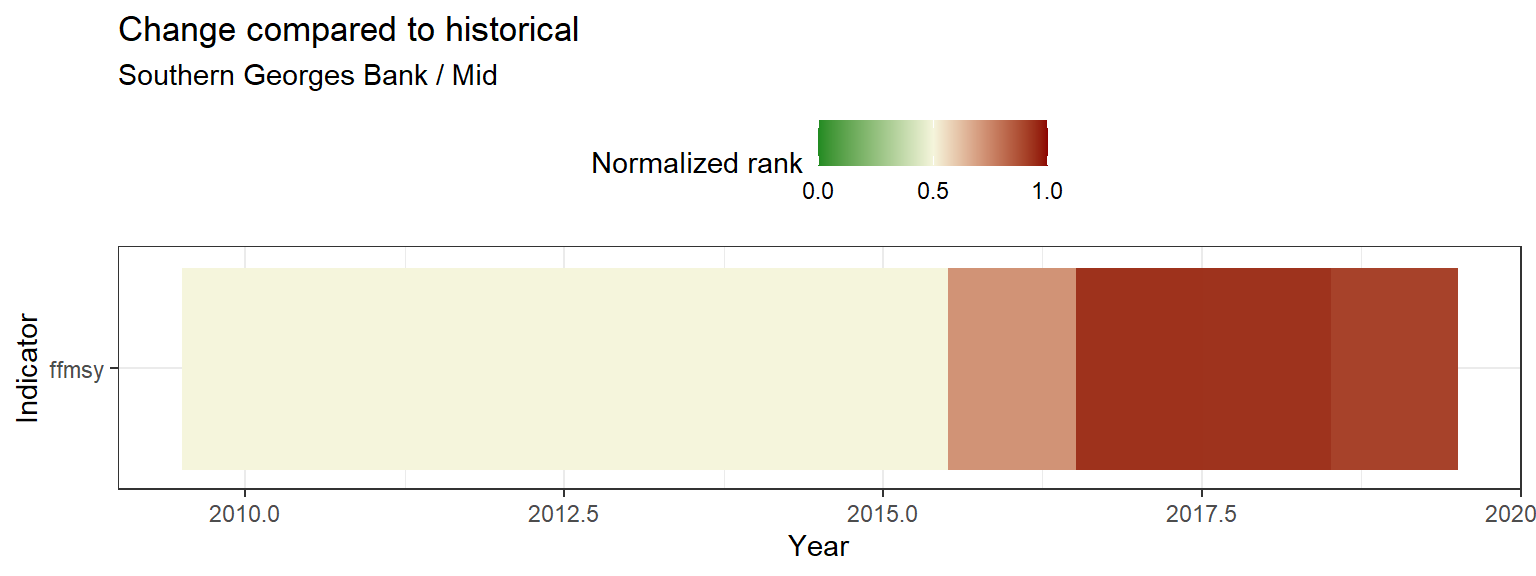 Change compared to historical
Southern Georges Bank / Mid
Normalized rank
0.0 0.5 1.0
Indicator
ffmsy
2010.0 2012.5 2015.0 2017.5 2020
Year